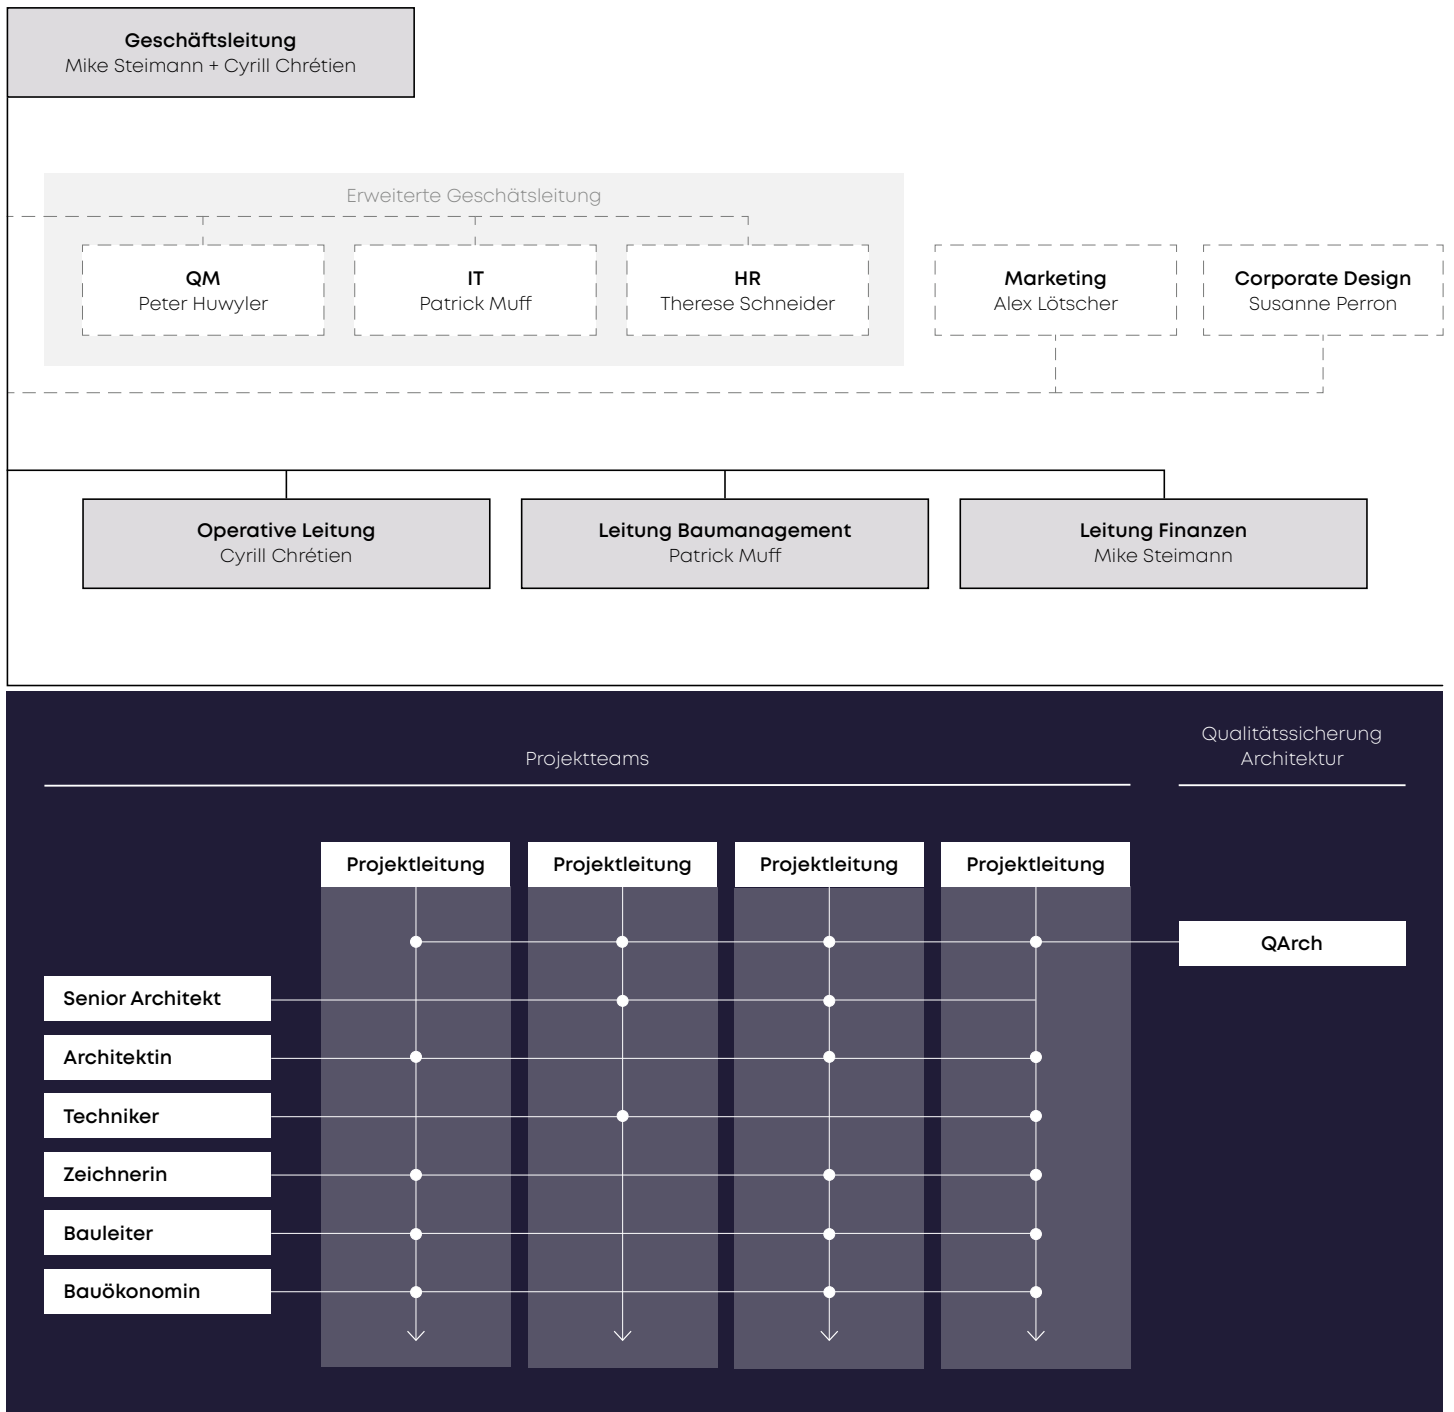 Geschäftsleitung
Mike Steimann + Cyrill Chrétien
Erweiterte Geschätsleitung
QM
Peter Huwyler
IT
Patrick Muff
HR
Therese Schneider
Marketing
Alex Lötscher
Corporate Design
Susanne Perron
Operative Leitung
Cyrill Chrétien
Leitung Baumanagement
Patrick Muff
Leitung Finanzen
Mike Steimann
Projektteams
Qualitätssicherung
Architektur
Projektleitung
Projektleitung
Projektleitung
Projektleitung
QArch
Senior Architekt
Architektin
Techniker
Zeichnerin
Bauleiter
Bauökonomin